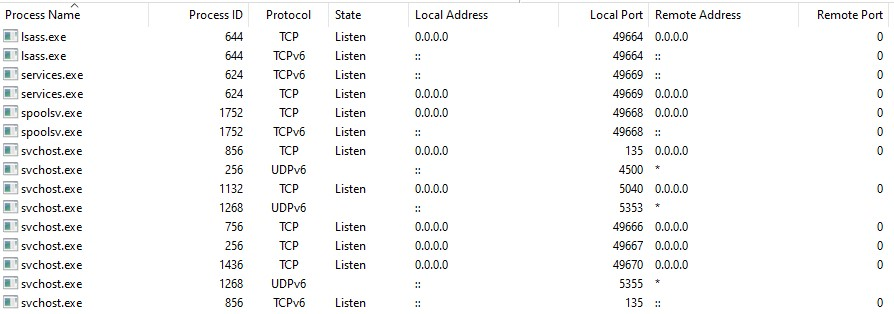 Process Name Process ID Protocol State Local Address Local Port Remote Address Remote Port
lsass.exe 644 TCP Listen 0.0.0.0 49664 0.0.0.0 0
lsass.exe 644 TCPv6 Listen :: 49664 :: 0
services.exe 624 TCPv6 Listen :: 49669 :: 0
services.exe 624 TCP Listen 0.0.0.0 49669 0.0.0.0 0
spoolsv.exe 1752 TCP Listen 0.0.0.0 49668 0.0.0.0 0
spoolsv.exe 1752 TCPv6 Listen :: 49668 :: 0
svchost.exe 856 TCP Listen 0.0.0.0 135 0.0.0.0 0
svchost.exe 256 UDPv6 :: 4500 *
svchost.exe 1132 TCP Listen 0.0.0.0 5040 0.0.0.0 0
svchost.exe 1268 UDPv6 :: 5353 *
svchost.exe 756 TCP Listen 0.0.0.0 49666 0.0.0.0 0
svchost.exe 256 TCP Listen 0.0.0.0 49667 0.0.0.0 0
svchost.exe 1436 TCP Listen 0.0.0.0 49670 0.0.0.0 0
svchost.exe 1268 UDPv6 :: 5355 *
svchost.exe 856 TCPv6 Listen :: 135 :: 0